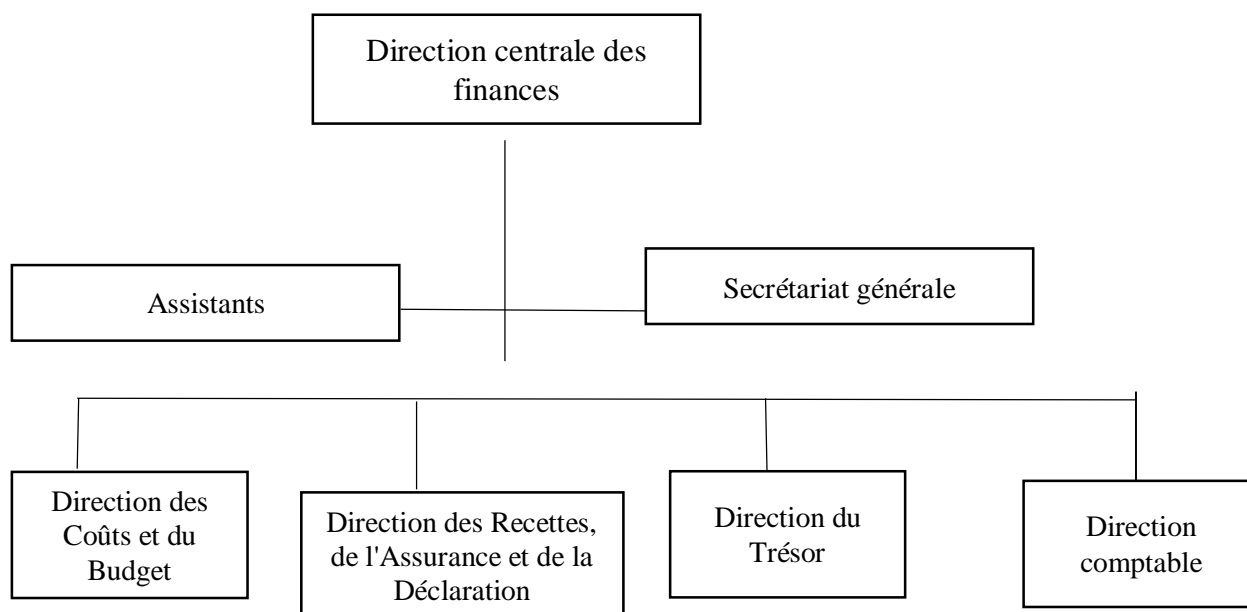 Direction centrale des
finances
Assistants
Secrétariat générale
Direction des
Coûts et du
Budget
Direction des Recettes,
de l'Assurance et de la
Déclaration
Direction du
Trésor
Direction
comptable